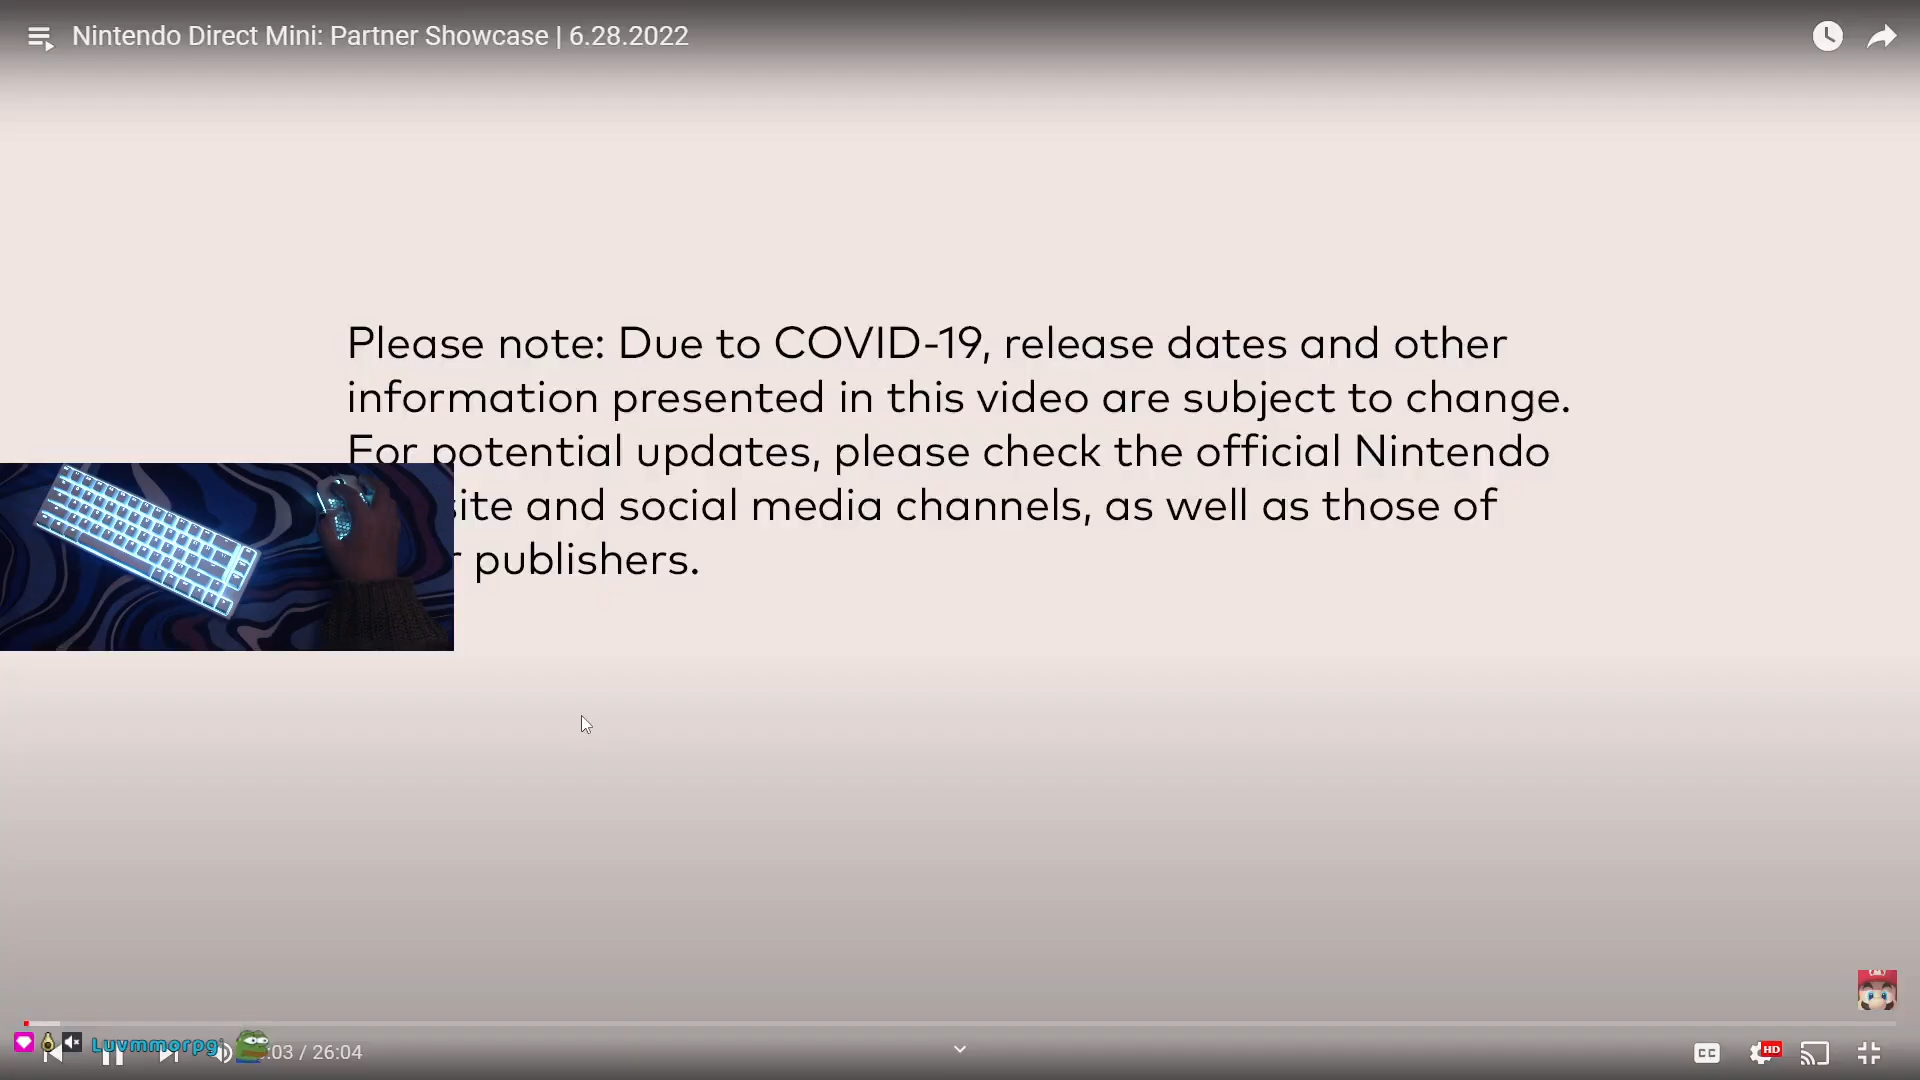 Nintendo Direct Mini: Partner Showcase | 6.28.2022
Please note: Due to COVID-19, release dates and other
information presented in this video are subject to change.
For potential updates, please check the official Nintendo
site and social media channels, as well as those of
publishers.
Luvmmorpg
:03 / 26:04
CC
HD